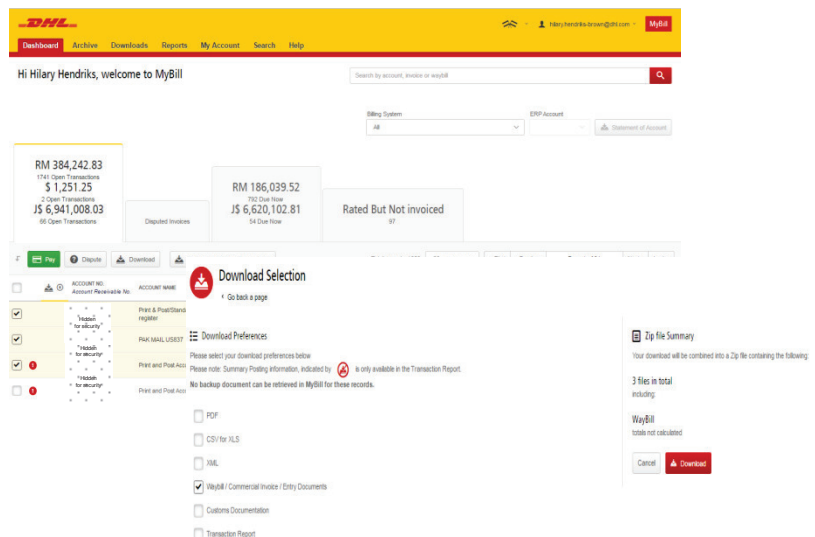 DHL
hilary.hendriks-brown@dhl.com
MyBill
Dashboard Archive Downloads Reports My Account Search Help
Hi Hilary Hendriks, welcome to MyBill
Search by account, invoice or waybill
Billing System
ERP Account
All
Statement of Account
RM 384,242.83
1741 Open Transactions
$ 1,251.25
2 Open Transactions
J$ 6,941,008.03
66 Open Transactions
Disputed Invoices
RM 186,039.52
792 Due Now
J$ 6,620,102.81
54 Due Now
Rated But Not invoiced
97
Pay Dispute Download
ACCOUNT NO.
Account Receivable No.
ACCOUNT NAME
Hidden
for security
Print & Post/Stand
register
PAK MAIL US837
Hidden
for security
Print and Post Acco
Hidden
for security
Print and Post Acco
Download Selection
Go back a page
Download Preferences
Please select your download preferences below
Please note: Summary Posting information, indicated by is only available in the Transaction Report.
No backup document can be retrieved in MyBill for these records.
PDF
CSV for XLS
XML
Waybill / Commercial Invoice / Entry Documents
Customs Documentation
Transaction Report
Zip file Summary
Your download will be combined into a Zip file containing the following:
3 files in total
including:
WayBill
totals not calculated
Cancel Download